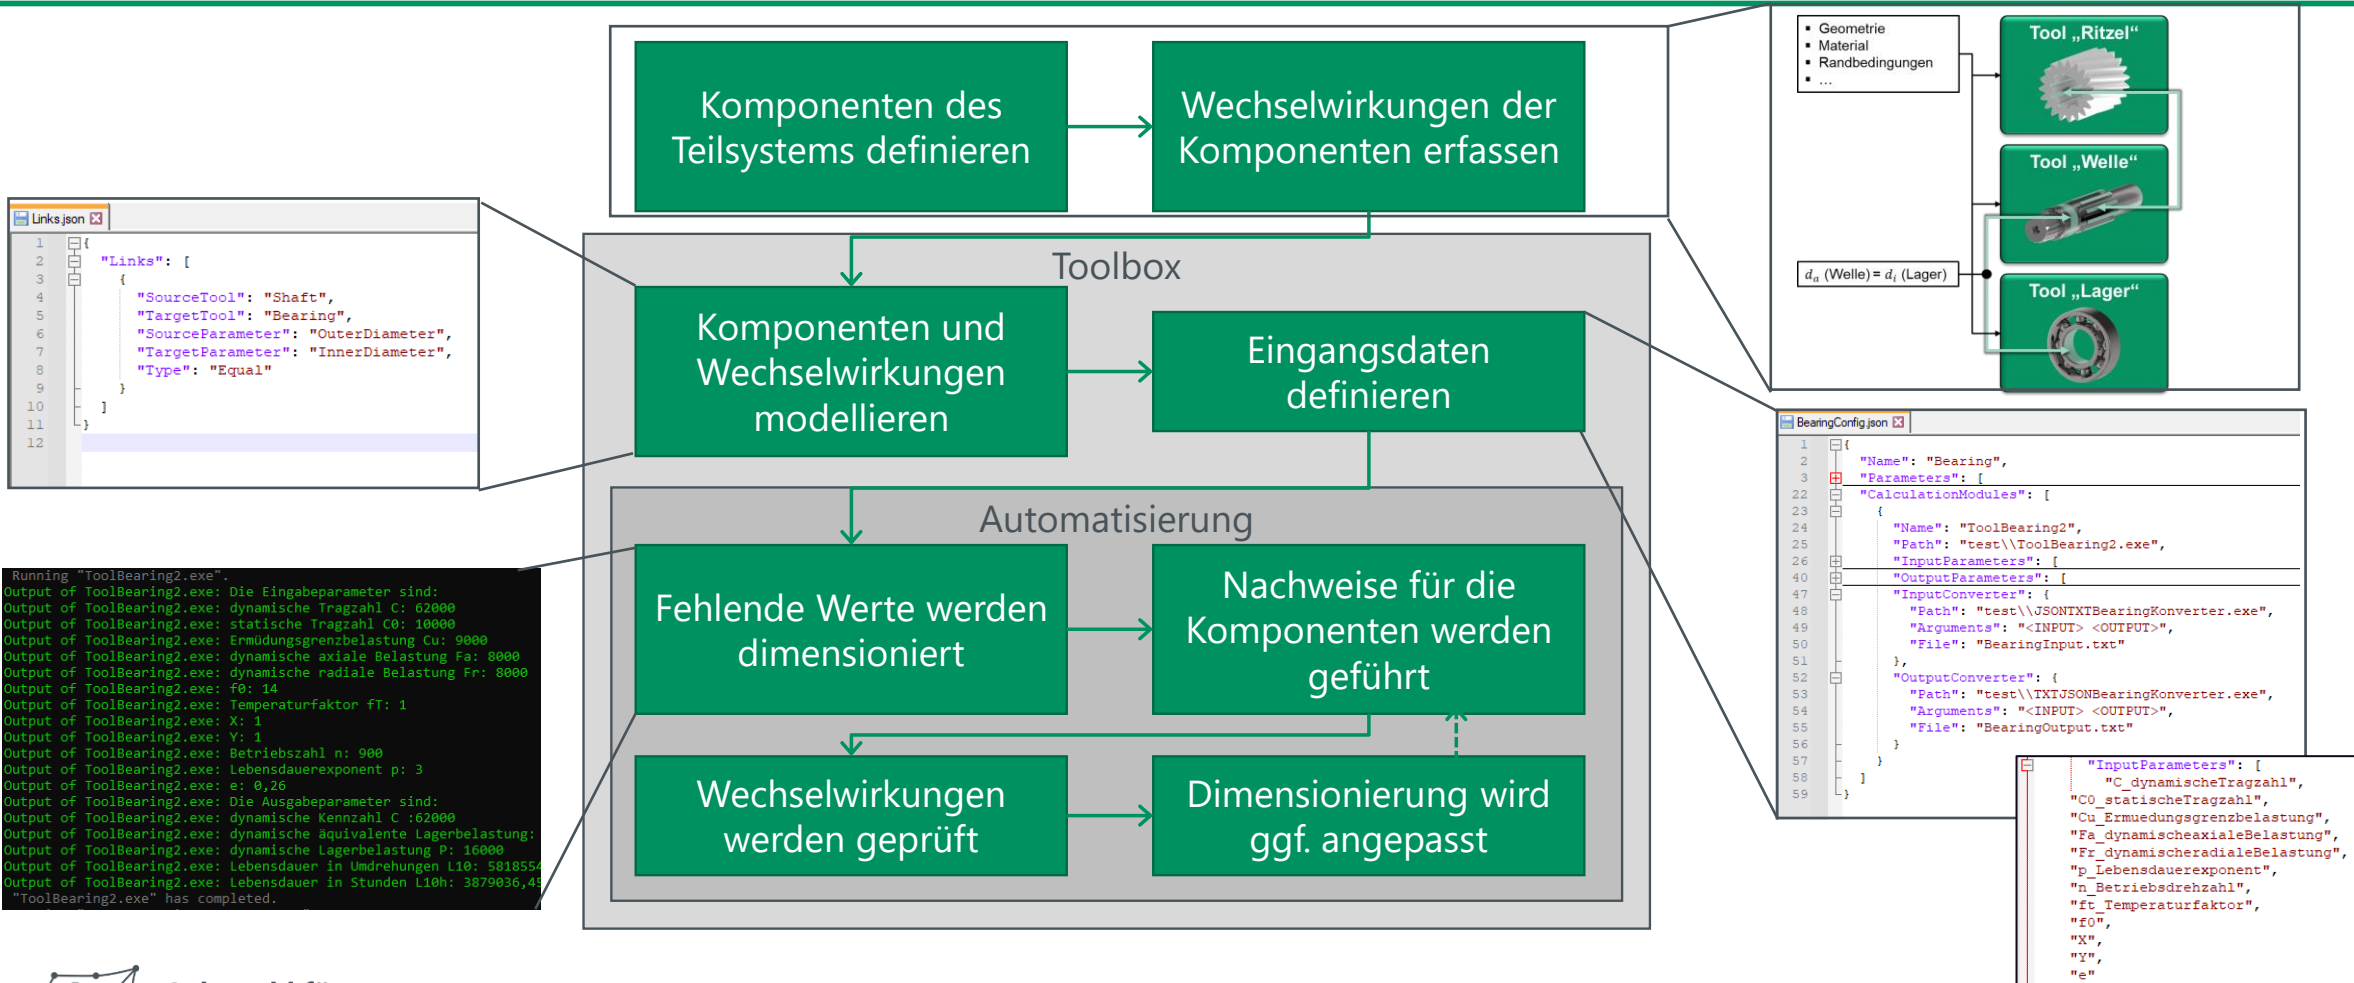 Komponenten des
Teilsystems definieren
Wechselwirkungen der
Komponenten erfassen
▪ Geometrie
▪ Material
▪ Randbedingungen
▪ …
Tool „Ritzel“
Tool „Welle“
dₐ (Welle) = dᵢ (Lager)
Tool „Lager“
Links.json
1 {
2 "Links": [
3 {
4 "SourceTool": "Shaft",
5 "TargetTool": "Bearing",
6 "SourceParameter": "OuterDiameter",
7 "TargetParameter": "InnerDiameter",
8 "Type": "Equal"
9 }
10 ]
11 }
12
Toolbox
Komponenten und
Wechselwirkungen
modellieren
Eingangsdaten
definieren
BearingConfig.json
1 {
2 "Name": "Bearing",
3 "Parameters": [
22 "CalculationModules": [
23 {
24 "Name": "ToolBearing2",
25 "Path": "test\\ToolBearing2.exe",
26 "InputParameters": [
40 "OutputParameters": [
47 "InputConverter": {
48 "Path": "test\\JSONTXTBearingKonverter.exe",
49 "Arguments": "<INPUT> <OUTPUT>",
50 "File": "BearingInput.txt"
51 },
52 "OutputConverter": {
53 "Path": "test\\TXTJSONBearingKonverter.exe",
54 "Arguments": "<INPUT> <OUTPUT>",
55 "File": "BearingOutput.txt"
56 }
57 }
58 ]
59 }
"InputParameters": [
"C_dynamischeTragzahl",
"C0_statischeTragzahl",
"Cu_Ermuedungsgrenzbelastung",
"Fa_dynamischeaxialeBelastung",
"Fr_dynamischeradialeBelastung",
"p_Lebensdauerexponent",
"n_Betriebsdrehzahl",
"ft_Temperaturfaktor",
"f0",
"X",
"Y",
"e"
Automatisierung
Fehlende Werte werden
dimensioniert
Nachweise für die
Komponenten werden
geführt
Wechselwirkungen
werden geprüft
Dimensionierung wird
ggf. angepasst
Running "ToolBearing2.exe".
Output of ToolBearing2.exe: Die Eingabeparameter sind:
Output of ToolBearing2.exe: dynamische Tragzahl C: 62000
Output of ToolBearing2.exe: statische Tragzahl C0: 10000
Output of ToolBearing2.exe: Ermüdungsgrenzbelastung Cu: 9000
Output of ToolBearing2.exe: dynamische axiale Belastung Fa: 8000
Output of ToolBearing2.exe: dynamische radiale Belastung Fr: 8000
Output of ToolBearing2.exe: f0: 14
Output of ToolBearing2.exe: Temperaturfaktor fT: 1
Output of ToolBearing2.exe: X: 1
Output of ToolBearing2.exe: Y: 1
Output of ToolBearing2.exe: Betriebszahl n: 900
Output of ToolBearing2.exe: Lebensdauerexponent p: 3
Output of ToolBearing2.exe: e: 0,26
Output of ToolBearing2.exe: Die Ausgabeparameter sind:
Output of ToolBearing2.exe: dynamische Kennzahl C :62000
Output of ToolBearing2.exe: dynamische äquivalente Lagerbelastung:
Output of ToolBearing2.exe: dynamische Lagerbelastung P: 16000
Output of ToolBearing2.exe: Lebensdauer in Umdrehungen L10: 5818554
Output of ToolBearing2.exe: Lebensdauer in Stunden L10h: 3879036,45
"ToolBearing2.exe" has completed.